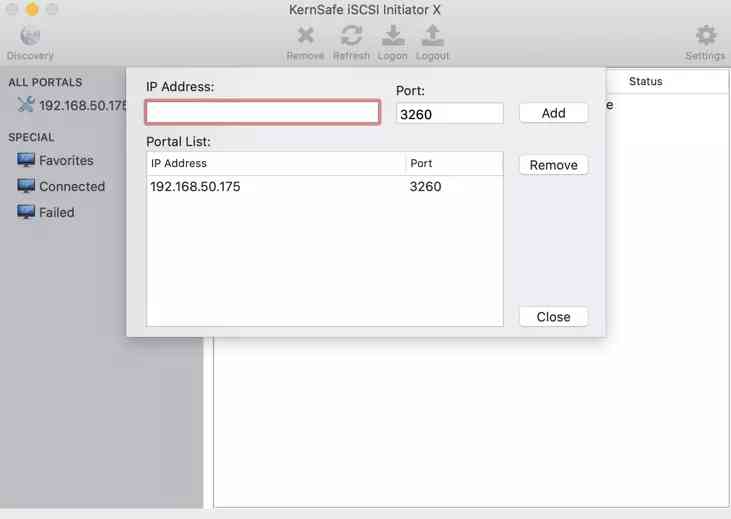 KernSafe iSCSI Initiator X
Discovery
Remove Refresh Logon Logout
Settings
ALL PORTALS
192.168.50.175
SPECIAL
Favorites
Connected
Failed
IP Address:
Port:
3260
Add
Portal List:
IP Address Port
192.168.50.175 3260
Remove
Close
Status
e